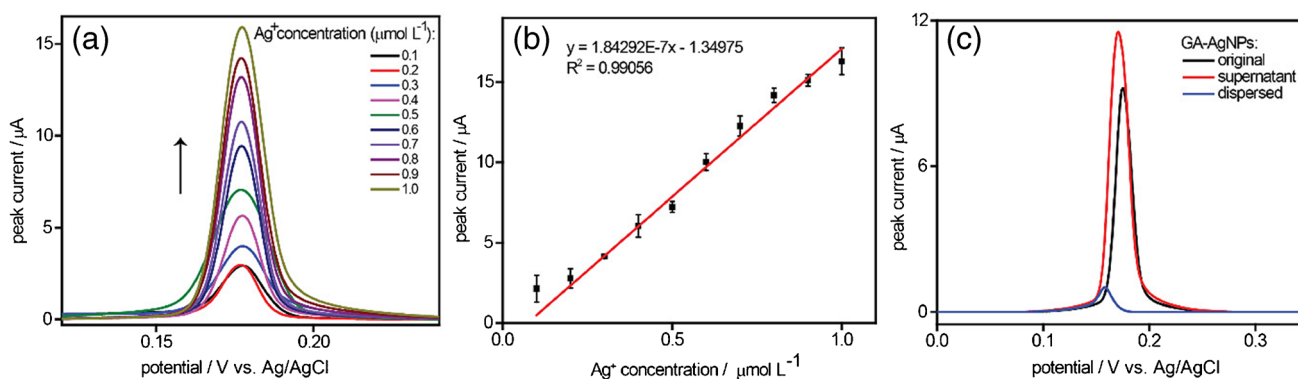 (a)
Ag⁺concentration (μmol L⁻¹):
0.1
0.2
0.3
0.4
0.5
0.6
0.7
0.8
0.9
1.0
15
10
5
0
peak current / μA
0.15
0.20
potential / V vs. Ag/AgCl
(b)
y = 1.84292E-7x - 1.34975
R² = 0.99056
15
10
5
0
peak current / μA
0.0
0.5
1.0
Ag⁺ concentration / μmol L⁻¹
(c)
GA-AgNPs:
original
supernatant
dispersed
12
6
0
peak current / μA
0.0
0.1
0.2
0.3
potential / V vs. Ag/AgCl